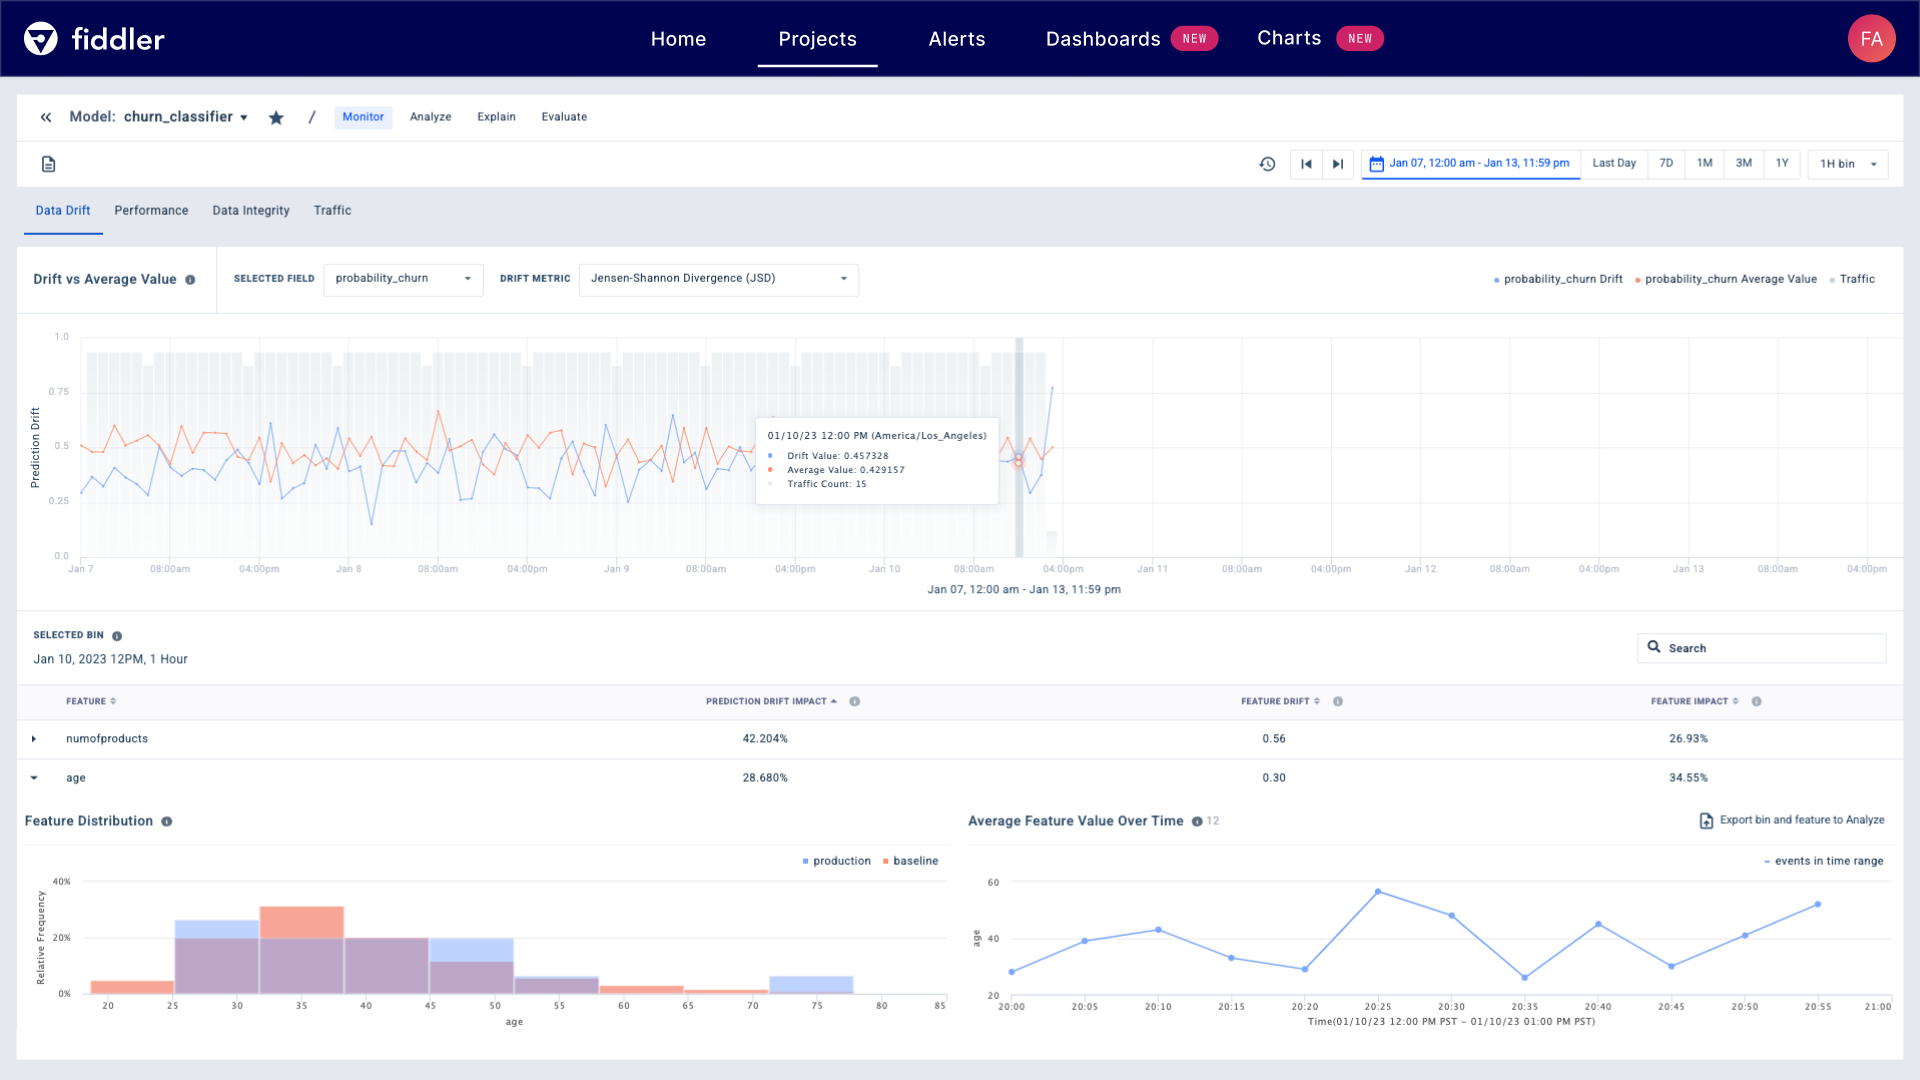 fiddler
Home Projects Alerts Dashboards NEW Charts NEW FA
Model: churn_classifier / Monitor Analyze Explain Evaluate
Jan 07, 12:00 am - Jan 13, 11:59 pm Last Day 7D 1M 3M 1Y 1H bin
Data Drift Performance Data Integrity Traffic
Drift vs Average Value SELECTED FIELD probability_churn DRIFT METRIC Jensen-Shannon Divergence (JSD) probability_churn Drift probability_churn Average Value Traffic
Prediction Drift
1.0
0.75
0.5
0.25
0.0
01/10/23 12:00 PM (America/Los_Angeles)
Drift Value: 0.457328
Average Value: 0.429157
Traffic Count: 15
Jan 7 08:00am 04:00pm Jan 8 08:00am 04:00pm Jan 9 08:00am 04:00pm Jan 10 08:00am 04:00pm Jan 11 08:00am 04:00pm Jan 12 08:00am 04:00pm Jan 13 08:00am 04:00pm
Jan 07, 12:00 am - Jan 13, 11:59 pm
SELECTED BIN
Jan 10, 2023 12PM, 1 Hour
Search
FEATURE PREDICTION DRIFT IMPACT FEATURE DRIFT FEATURE IMPACT
numofproducts 42.204% 0.56 26.93%
age 28.680% 0.30 34.55%
Feature Distribution
production baseline
Relative Frequency
40%
20%
0%
20 25 30 35 40 45 50 55 60 65 70 75 80 85
age
Average Feature Value Over Time 12 Export bin and feature to Analyze
events in time range
age
60
40
20
20:00 20:05 20:10 20:15 20:20 20:25 20:30 20:35 20:40 20:45 20:50 20:55 21:00
Time(01/10/23 12:00 PM PST - 01/10/23 01:00 PM PST)